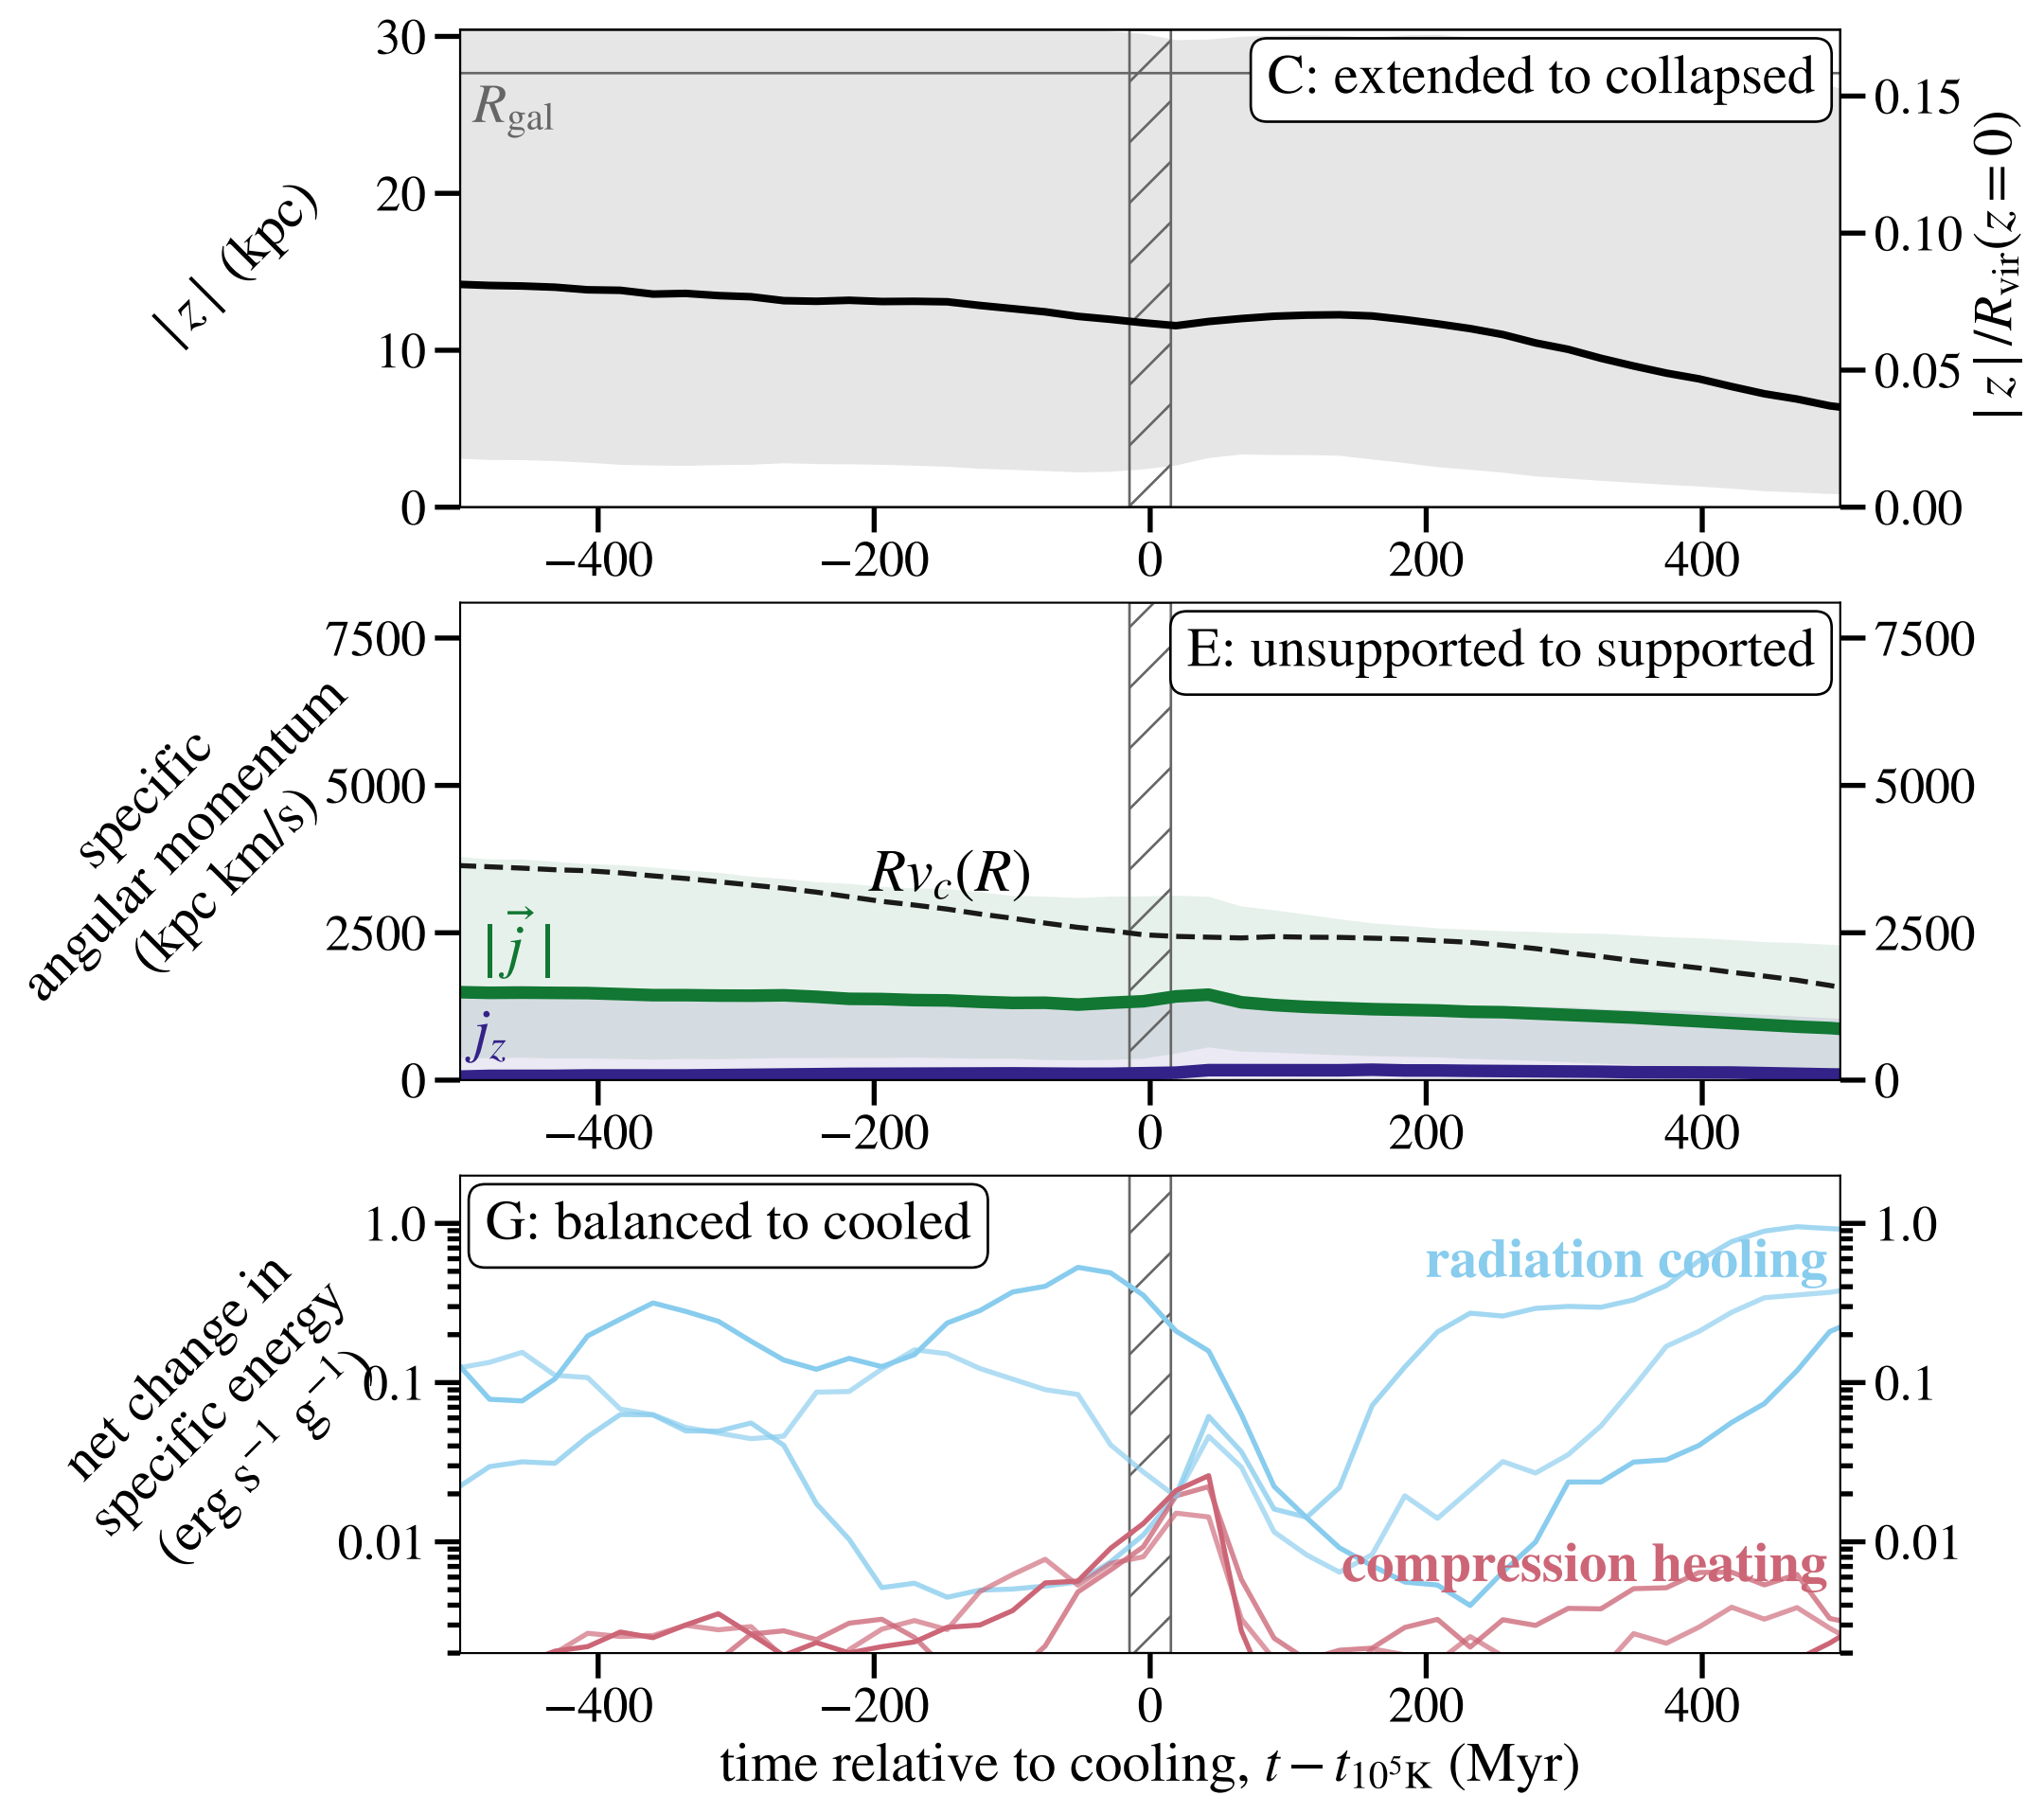 C: extended to collapsed
R_gal
|z| (kpc)
30
20
10
0
0.15
0.10
0.05
0.00
|z|/R_vir(z=0)
−400 −200 0 200 400
E: unsupported to supported
specific
angular momentum
(kpc km/s)
7500
5000
2500
0
7500
5000
2500
0
Rv_c(R)
|j⃗|
j_z
−400 −200 0 200 400
G: balanced to cooled
net change in
specific energy
(erg s⁻¹ g⁻¹)
1.0
0.1
0.01
1.0
0.1
0.01
radiation cooling
compression heating
−400 −200 0 200 400
time relative to cooling, t − t_10⁵K (Myr)